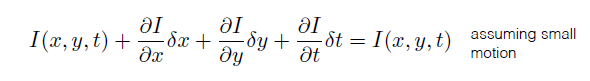 I(x, y, t) + ∂I/∂x δx + ∂I/∂y δy + ∂I/∂t δt = I(x, y, t)
assuming small
motion